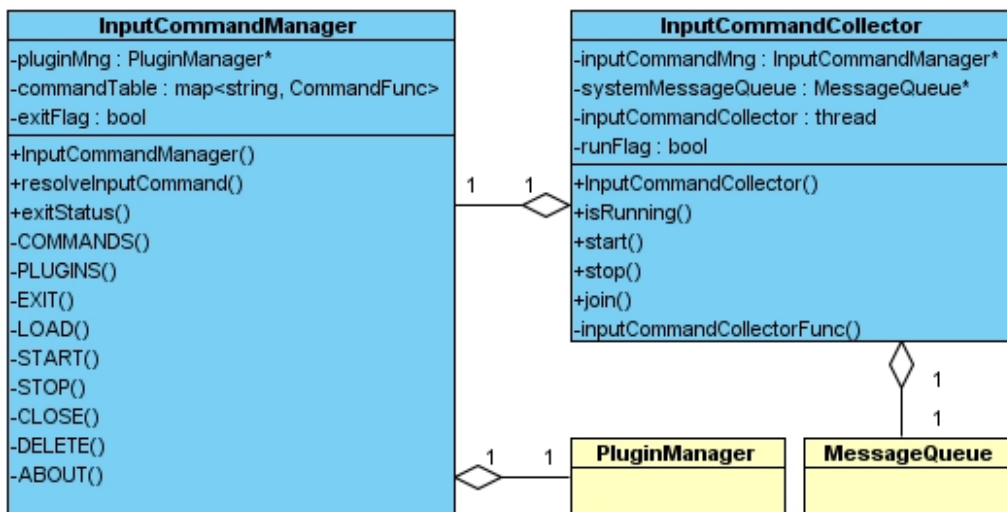 InputCommandManager
-pluginMng : PluginManager*
-commandTable : map<string, CommandFunc>
-exitFlag : bool
+InputCommandManager()
+resolveInputCommand()
+exitStatus()
-COMMANDS()
-PLUGINS()
-EXIT()
-LOAD()
-START()
-STOP()
-CLOSE()
-DELETE()
-ABOUT()
1 1
InputCommandCollector
-inputCommandMng : InputCommandManager*
-systemMessageQueue : MessageQueue*
-inputCommandCollector : thread
-runFlag : bool
+InputCommandCollector()
+isRunning()
+start()
+stop()
+join()
-inputCommandCollectorFunc()
1
1
1 1
PluginManager
MessageQueue